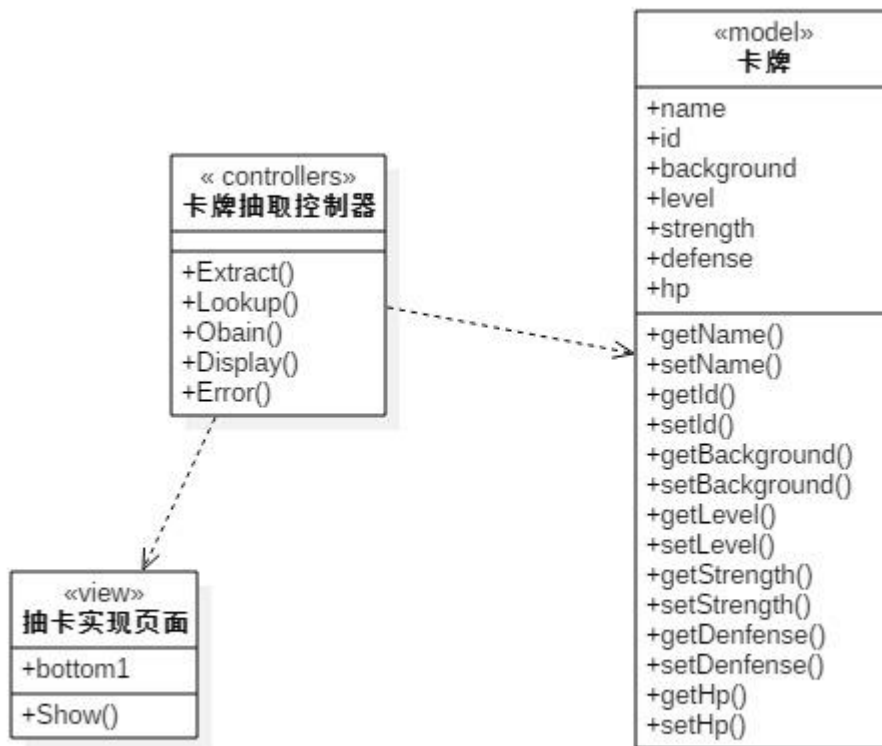 «model»
卡牌
+name
+id
+background
+level
+strength
+defense
+hp
+getName()
+setName()
+getId()
+setId()
+getBackground()
+setBackground()
+getLevel()
+setLevel()
+getStrength()
+setStrength()
+getDenfense()
+setDenfense()
+getHp()
+setHp()
« controllers»
卡牌抽取控制器
+Extract()
+Lookup()
+Obain()
+Display()
+Error()
«view»
抽卡实现页面
+bottom1
+Show()